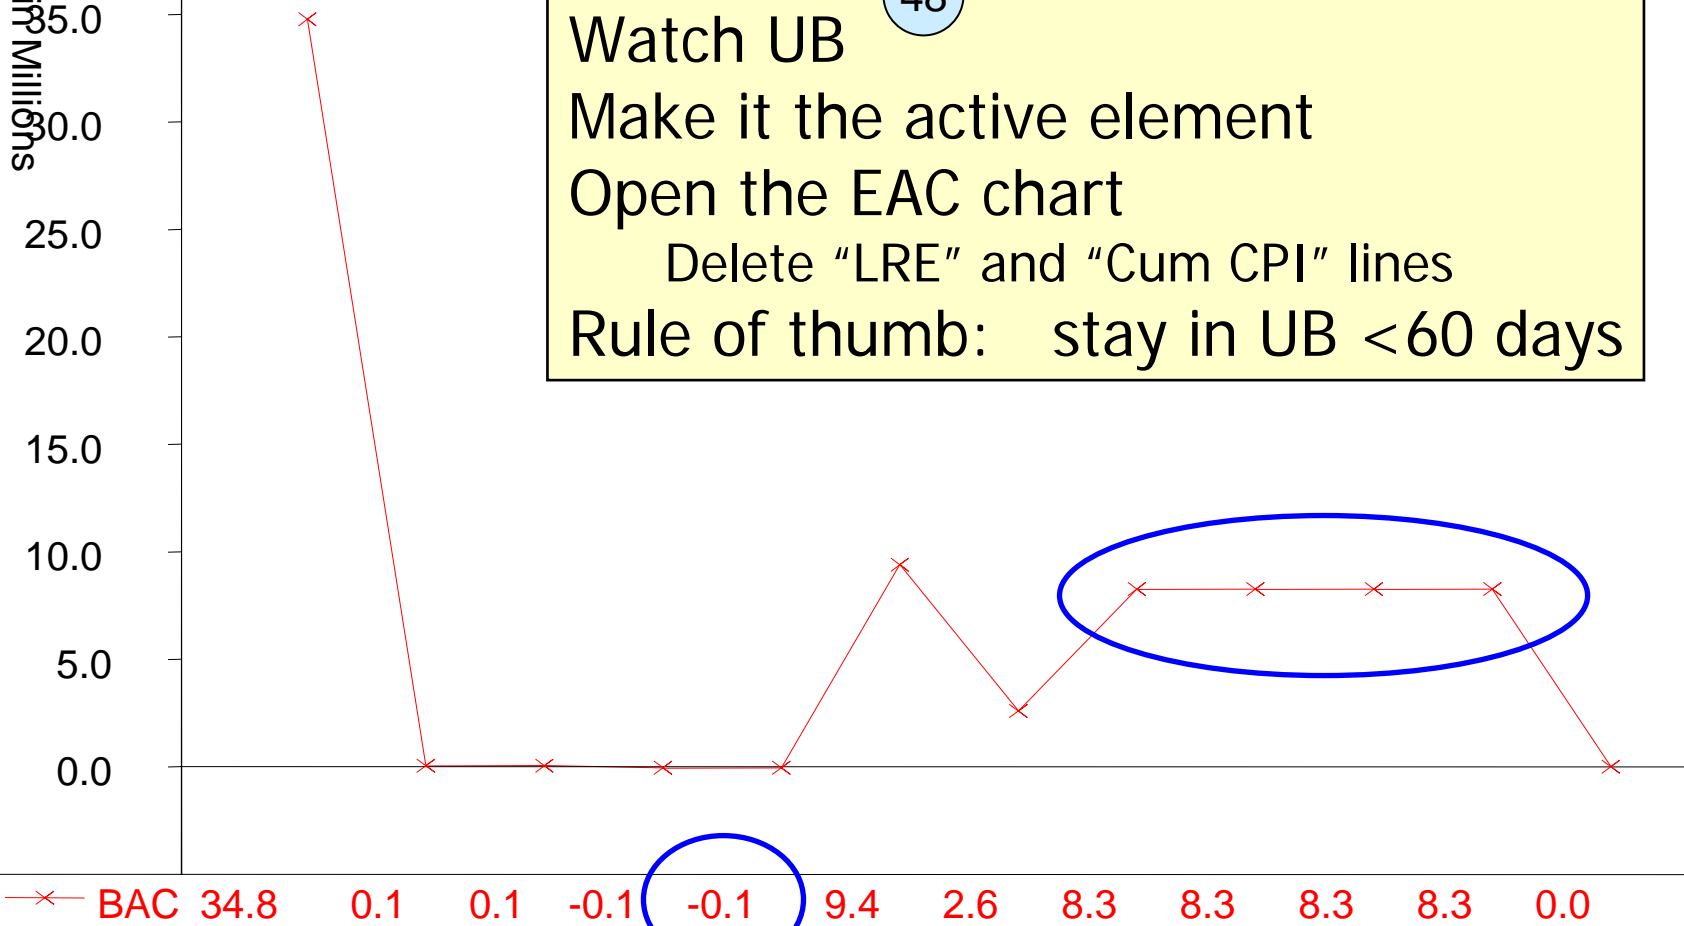 48
Watch UB
Make it the active element
Open the EAC chart
Delete “LRE” and “Cum CPI” lines
Rule of thumb: stay in UB <60 days
in Millions
35.0
30.0
25.0
20.0
15.0
10.0
5.0
0.0
BAC 34.8 0.1 0.1 -0.1 -0.1 9.4 2.6 8.3 8.3 8.3 8.3 0.0